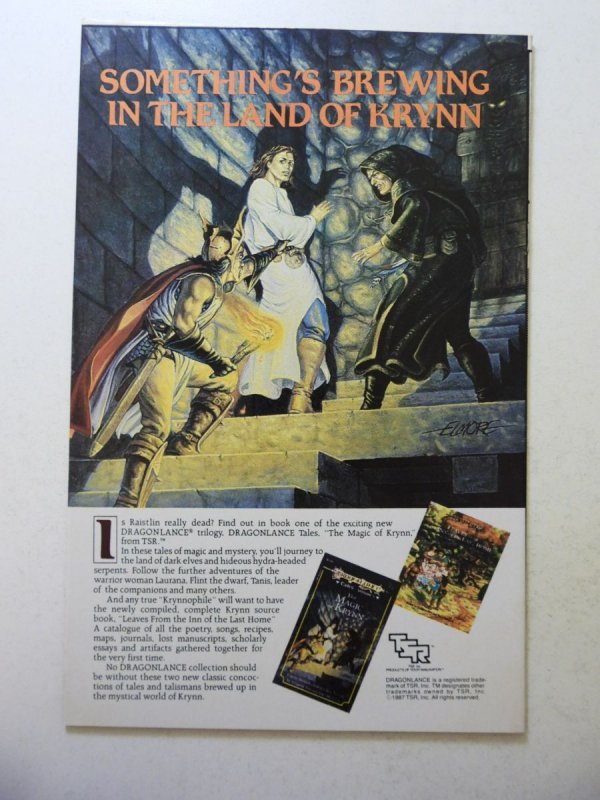 SOMETHING'S BREWING
IN THE LAND OF KRYNN
ELMORE
Is Raistlin really dead? Find out in book one of the exciting new
DRAGONLANCE® trilogy, DRAGONLANCE Tales, "The Magic of Krynn,"
from TSR.™
In these tales of magic and mystery, you'll journey to
the land of dark elves and hideous hydra-headed
serpents. Follow the further adventures of the
warrior woman Laurana, Flint the dwarf, Tanis, leader
of the companions and many others.
And any true "Krynnophile" will want to have
the newly compiled, complete Krynn source
book, "Leaves From the Inn of the Last Home"
A catalogue of all the poetry, songs, recipes,
maps, journals, lost manuscripts, scholarly
essays and artifacts gathered together for
the very first time.
No DRAGONLANCE collection should
be without these two new classic concoc-
tions of tales and talismans brewed up in
the mystical world of Krynn.
MAGIC
KRYNN
TSR
PRODUCTS OF YOUR IMAGINATION™
DRAGONLANCE is a registered trade-
mark of TSR, Inc. TM designates other
trademarks owned by TSR, Inc.
©1987 TSR, Inc. All rights reserved.